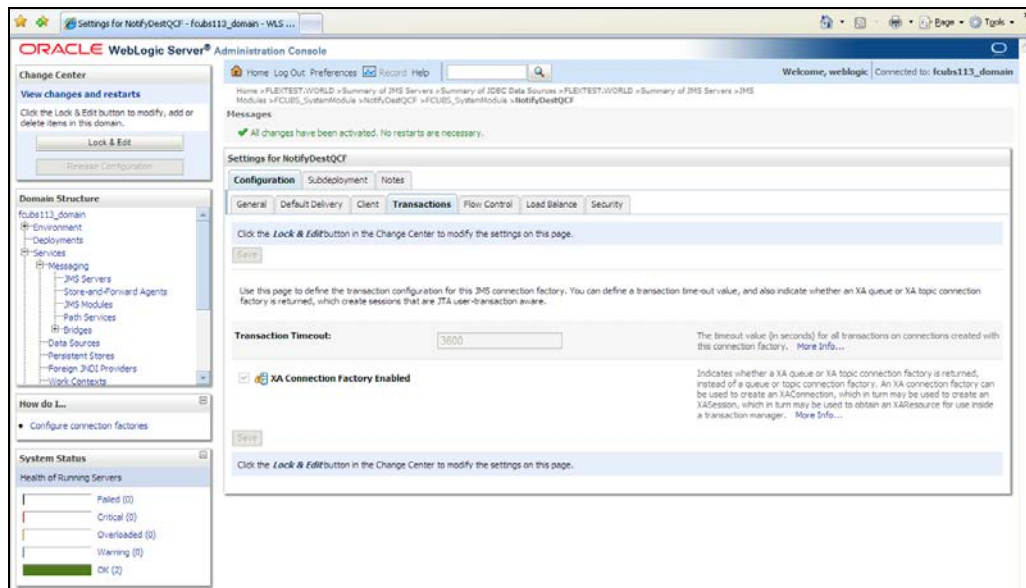 Settings for NotifyDestQCF - fcubs113_domain - WLS ...
Page
Tools
ORACLE WebLogic Server® Administration Console
Change Center
View changes and restarts
Click the Lock & Edit button to modify, add or
delete items in this domain.
Lock & Edit
Release Configuration
Domain Structure
fcubs113_domain
Environment
Deployments
Services
Messaging
JMS Servers
Store-and-Forward Agents
JMS Modules
Path Services
Bridges
Data Sources
Persistent Stores
Foreign JNDI Providers
Work Contexts
How do I...
Configure connection factories
System Status
Health of Running Servers
Failed (0)
Critical (0)
Overloaded (0)
Warning (0)
OK (2)
Home Log Out Preferences Record Help
Welcome, weblogic Connected to: fcubs113_domain
Home >FLEXTEST.WORLD >Summary of JMS Servers >Summary of JDBC Data Sources >FLEXTEST.WORLD >Summary of JMS Servers >JMS
Modules >FCUBS_SystemModule >NotifyDestQCF >FCUBS_SystemModule >NotifyDestQCF
Messages
All changes have been activated. No restarts are necessary.
Settings for NotifyDestQCF
Configuration Subdeployment Notes
General Default Delivery Client Transactions Flow Control Load Balance Security
Click the Lock & Edit button in the Change Center to modify the settings on this page.
Save
Use this page to define the transaction configuration for this JMS connection factory. You can define a transaction time-out value, and also indicate whether an XA queue or XA topic connection
factory is returned, which create sessions that are JTA user-transaction aware.
Transaction Timeout:
3600
The timeout value (in seconds) for all transactions on connections created with
this connection factory. More Info...
XA Connection Factory Enabled
Indicates whether a XA queue or XA topic connection factory is returned,
instead of a queue or topic connection factory. An XA connection factory can
be used to create an XAConnection, which in turn may be used to create an
XASession, which in turn may be used to obtain an XAResource for use inside
a transaction manager. More Info...
Save
Click the Lock & Edit button in the Change Center to modify the settings on this page.